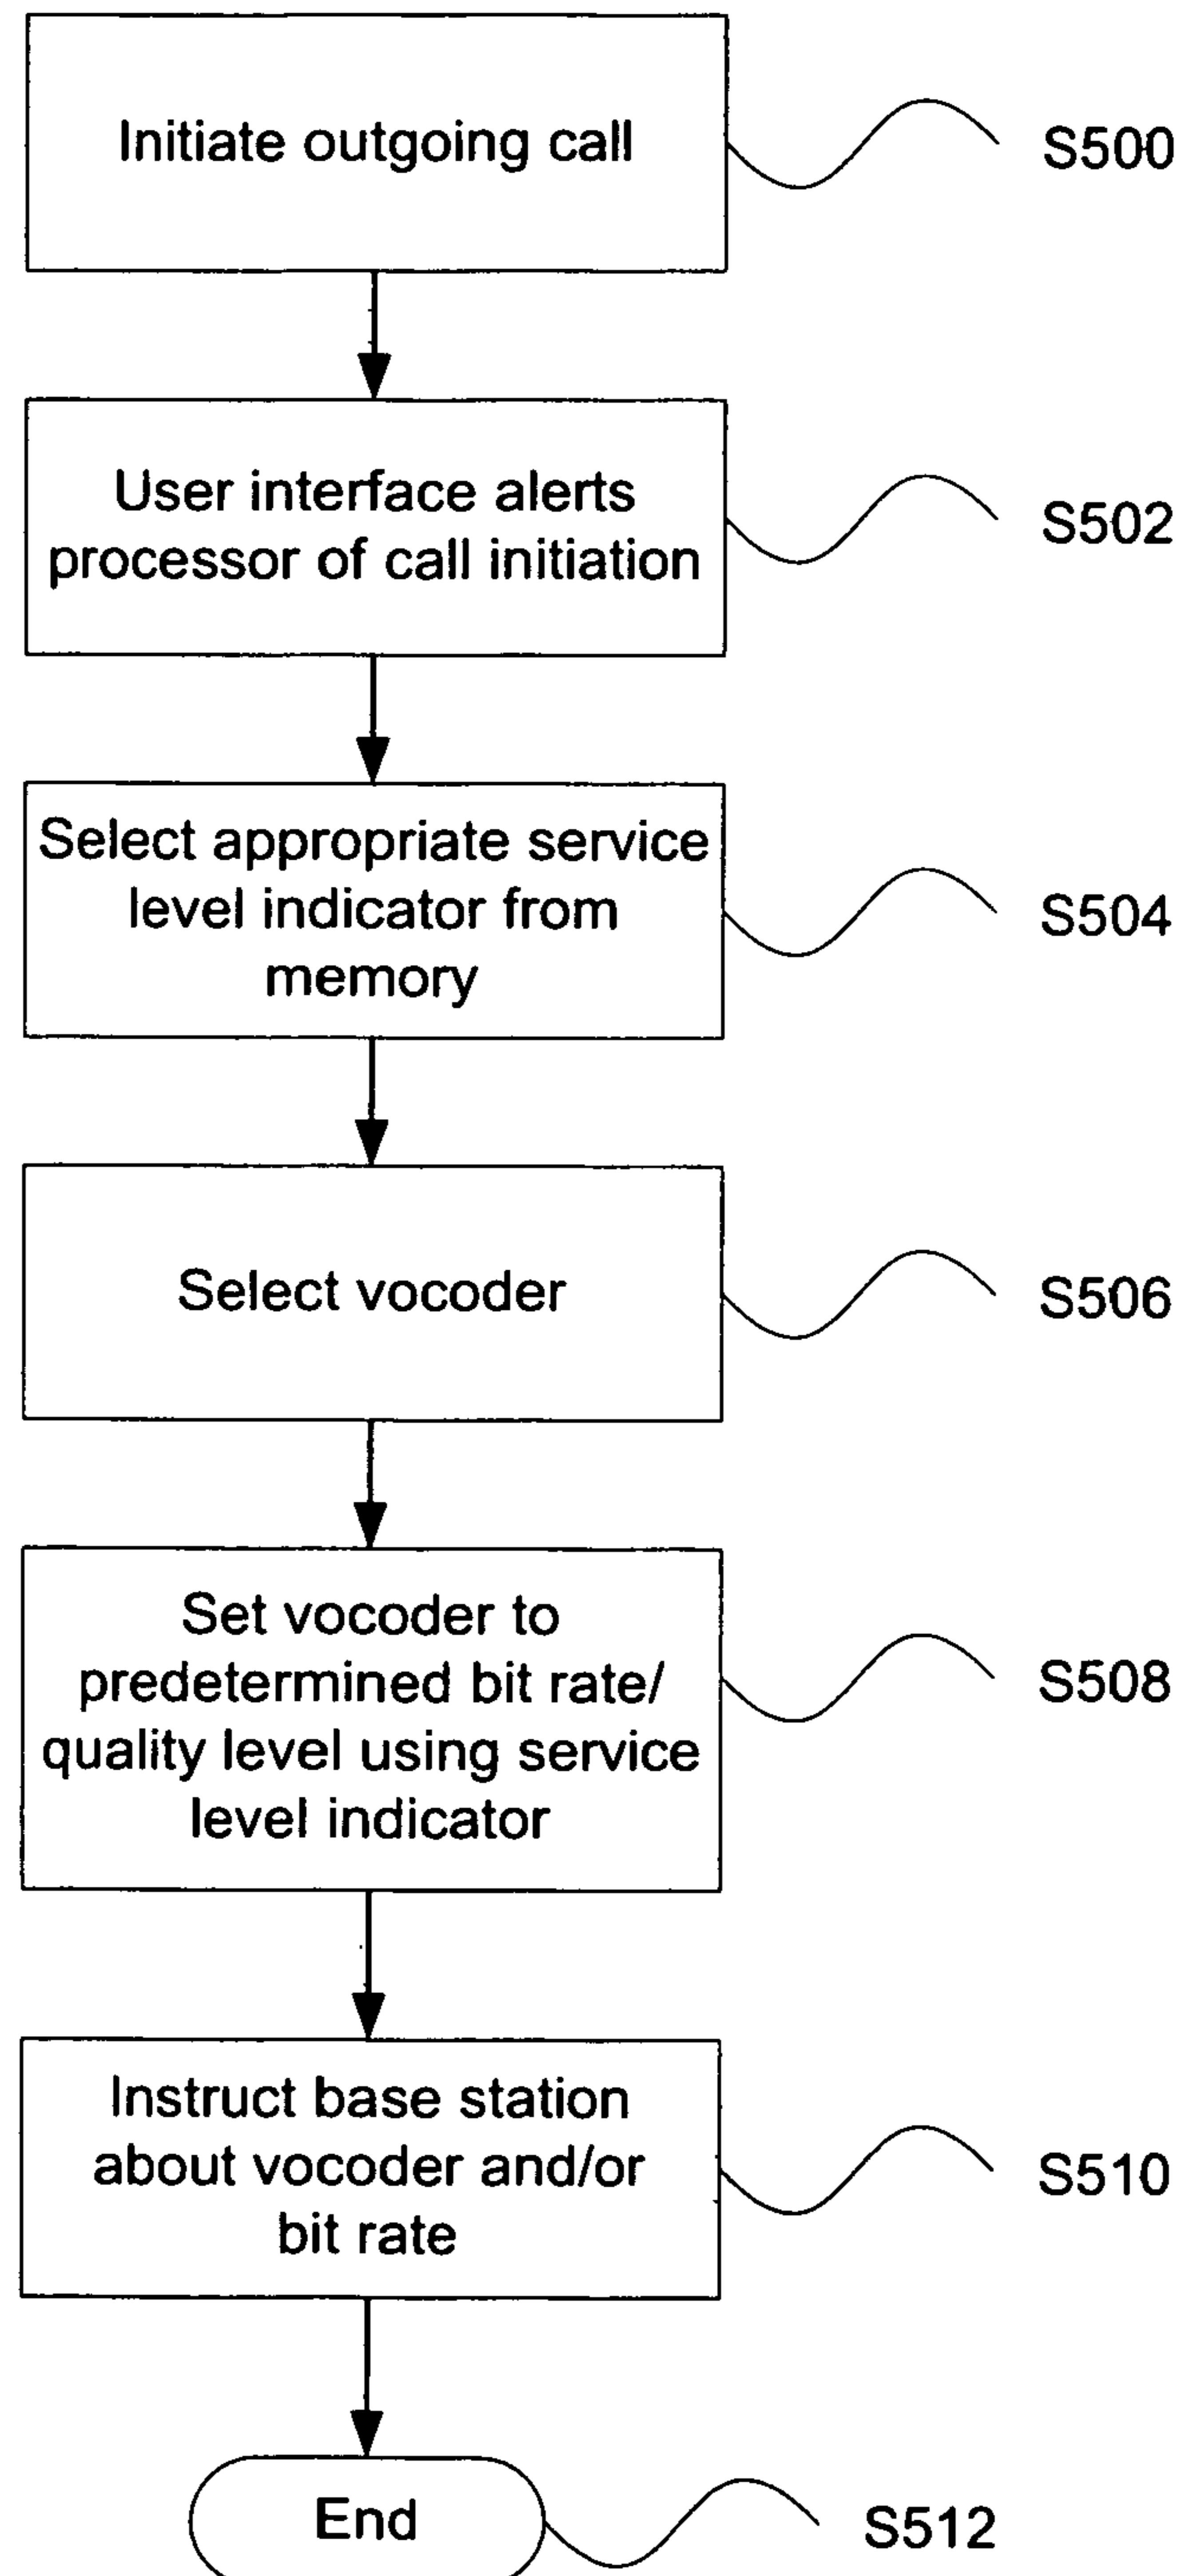 Initiate outgoing call
S500
User interface alerts
processor of call initiation
S502
Select appropriate service
level indicator from
memory
S504
Select vocoder
S506
Set vocoder to
predetermined bit rate/
quality level using service
level indicator
S508
Instruct base station
about vocoder and/or
bit rate
S510
End
S512